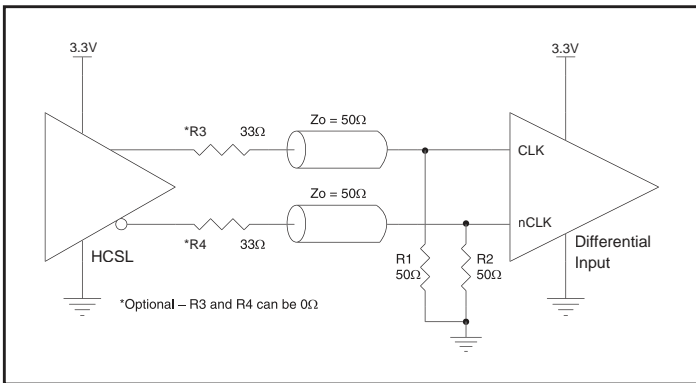 3.3V
3.3V
*R3 33Ω
Zo = 50Ω
CLK
Zo = 50Ω
nCLK
*R4 33Ω
HCSL
R1
50Ω
R2
50Ω
Differential
Input
*Optional – R3 and R4 can be 0Ω